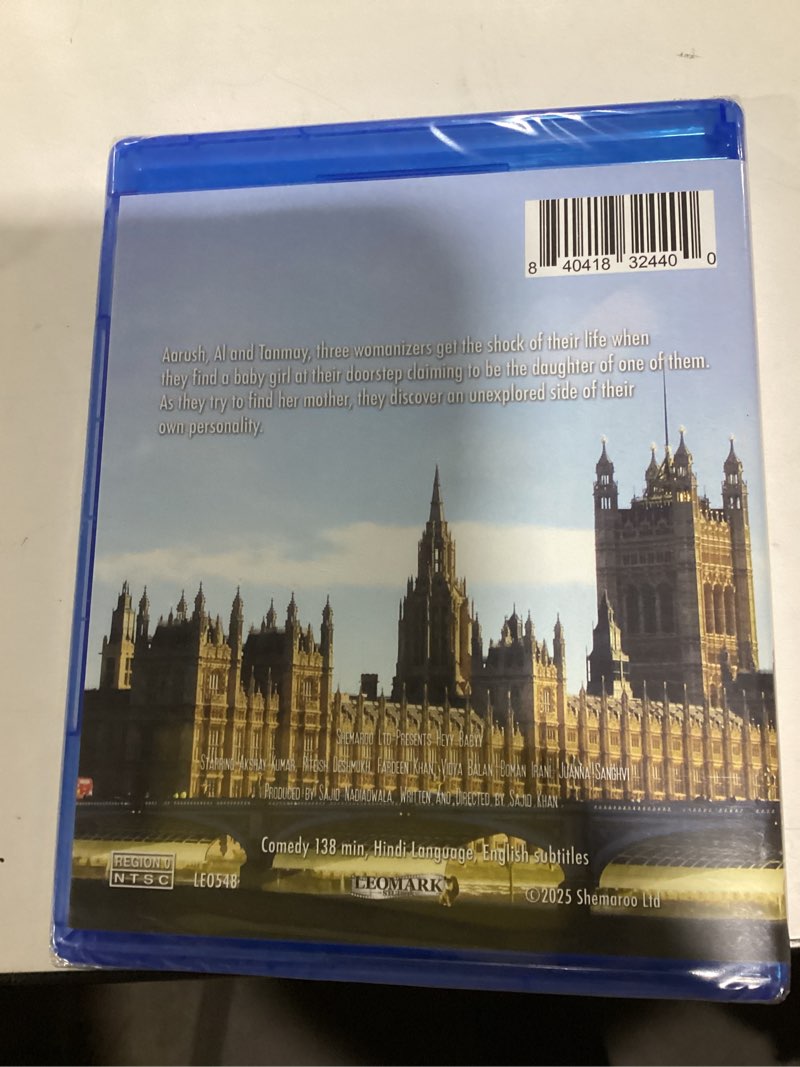 8 40418 32440 0
Aarush, Al and Tanmay, three womanizers get the shock of their life when
they find a baby girl at their doorstep claiming to be the daughter of one of them.
As they try to find her mother, they discover an unexplored side of their
own personality.
Shemaroo Ltd Presents Heyy Babyy
Starring Akshay Kumar, Riteish Deshmukh, Fardeen Khan, Vidya Balan, Boman Irani, Juanna Sanghvi
Produced by Sajid Nadiadwala, Written and Directed by Sajid Khan
Comedy 138 min, Hindi Language, English subtitles
REGION 0
NTSC
LEO548
LEOMARK
©2025 Shemaroo Ltd